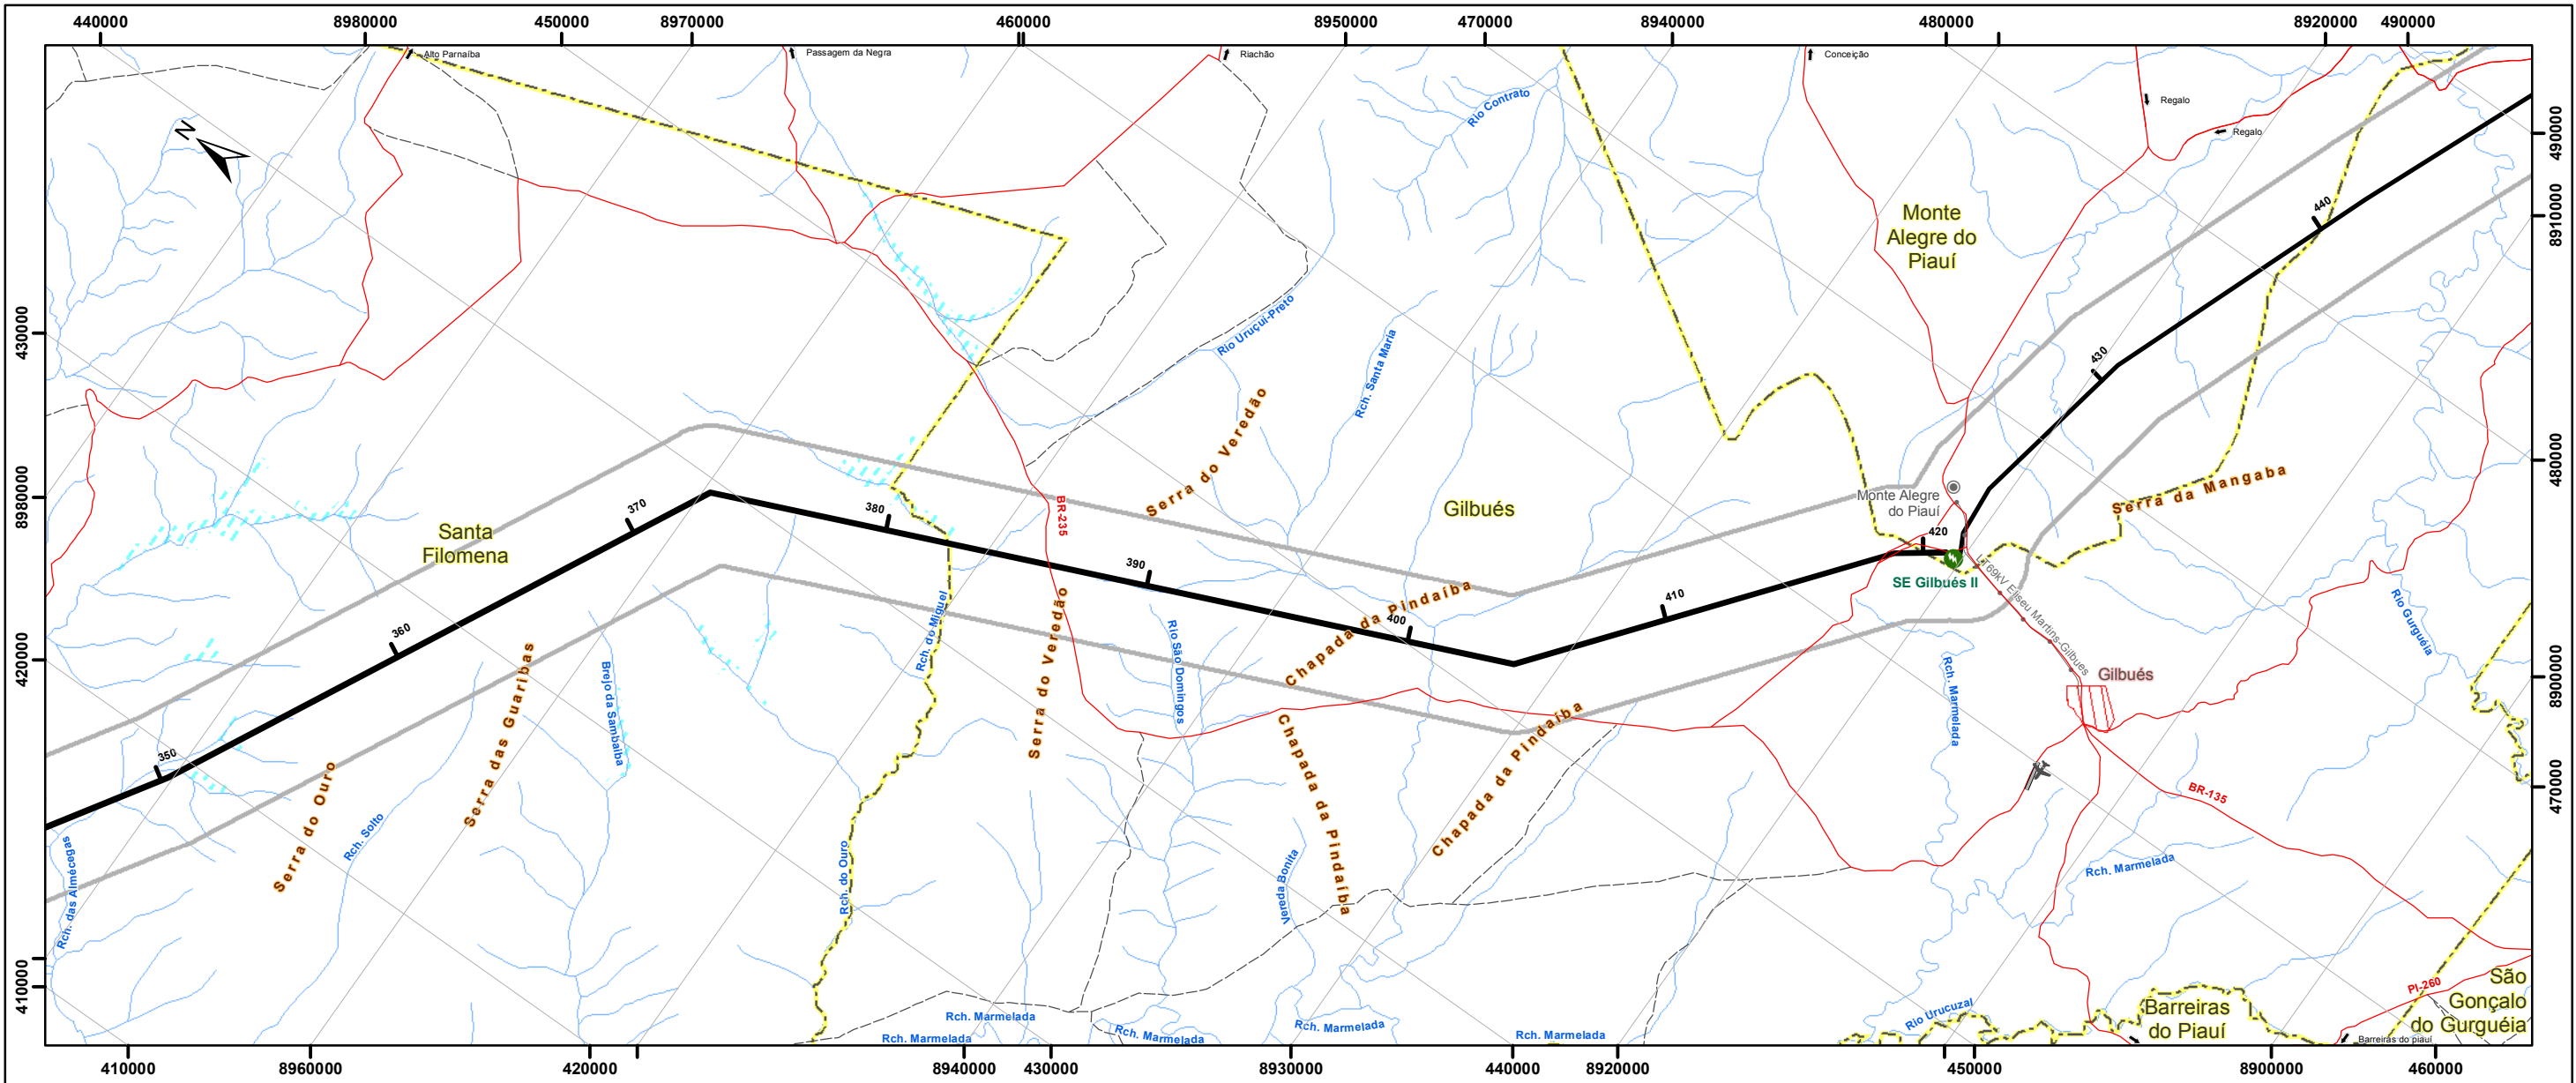 440000
8980000
450000
8970000
460000
8950000
470000
8940000
4800000
8920000
4900000
Alto Parnaíba
Passagem da Negra
Riachão
Conceição
Regalo
Regalo
N
Rio Contrato
490000
8910000
480000
8900000
470000
430000
8980000
420000
410000
Monte
Alegre do
Piauí
440
430
Rio Uruçuí-Preto
Rch. Santa Maria
Serra do Veredão
Gilbués
Serra da Mangaba
Monte Alegre
do Piauí
420
SE Gilbués II
LT69kV Eliseu Martins-Gilbues
Gilbués
Rio Gurguéia
Santa
Filomena
350
360
370
380
390
400
410
BR-235
Serra do Veredão
Chapada da Pindaíba
Chapada da Pindaíba
Chapada da Pindaíba
Rch. do Miguel
Rio São Domingos
Brejo da Sambaiba
Serra das Guaribas
Serra do Ouro
Rch. Solto
Rch. das Almécegas
Rch. do Ouro
Vereda Bonita
Rch. Marmelada
BR-135
Rch. Marmelada
Rch. Marmelada
Rch. Marmelada
Rch. Marmelada
Rch. Marmelada
Rch. Marmelada
Rio Urucuzal
Barreiras
do Piauí
PI-260
São
Gonçalo
do Gurguéia
Barreiras do piauí
410000
8960000
420000
8940000
430000
8930000
440000
8920000
450000
8900000
460000